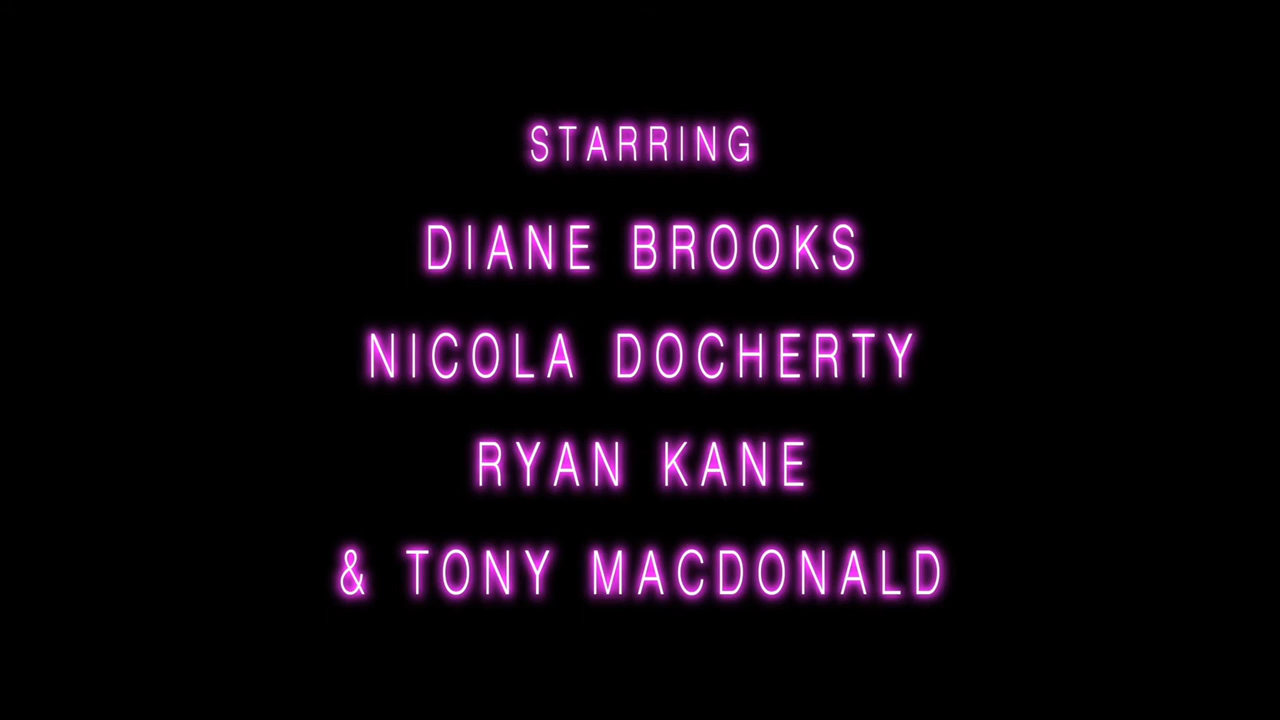 STARRING
DIANE BROOKS
NICOLA DOCHERTY
RYAN KANE
& TONY MACDONALD